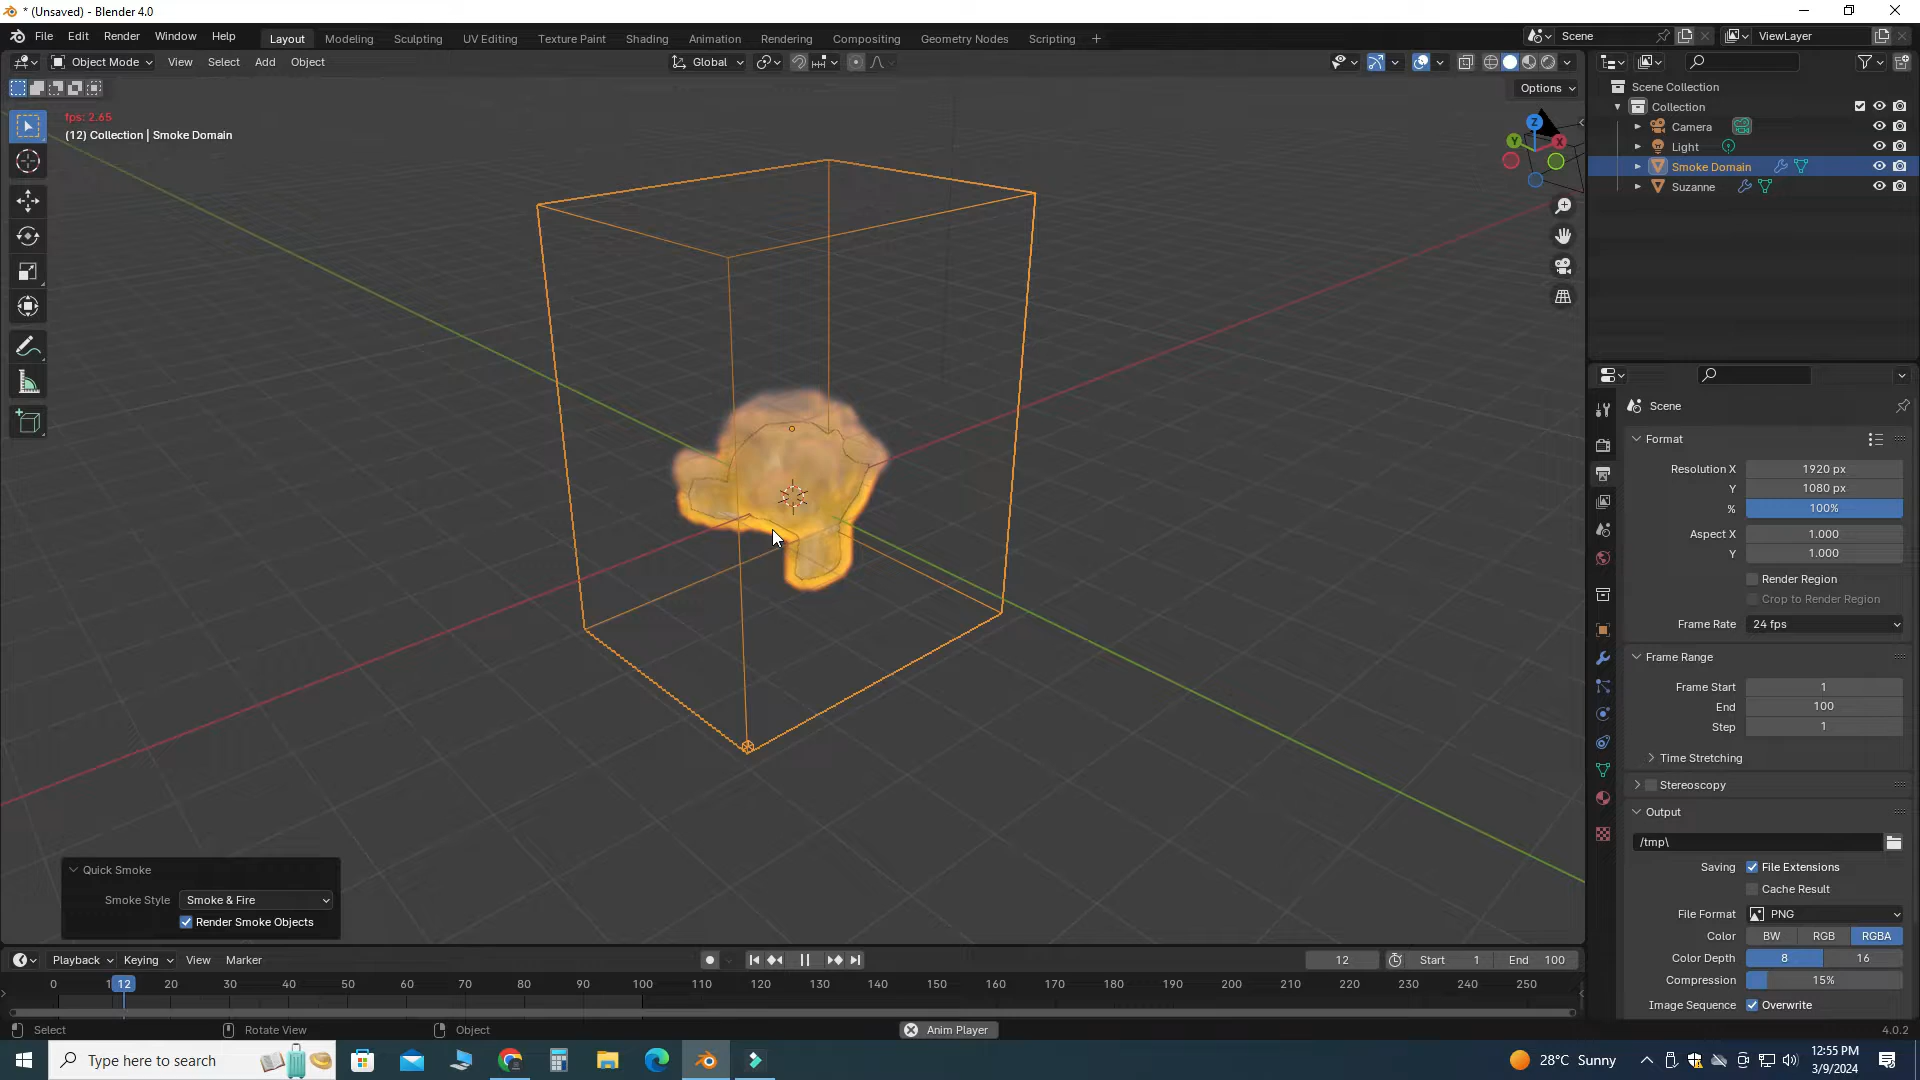 * (Unsaved) - Blender 4.0
File Edit Render Window Help Layout Modeling Sculpting UV Editing Texture Paint Shading Animation Rendering Compositing Geometry Nodes Scripting + Scene ViewLayer
Object Mode View Select Add Object Global
Options
fps: 2.65
(12) Collection | Smoke Domain
Z
Y X
Scene Collection
Collection
Camera
Light
Smoke Domain
Suzanne
Scene
Format
Resolution X 1920 px
Y 1080 px
% 100%
Aspect X 1.000
Y 1.000
Render Region
Crop to Render Region
Frame Rate 24 fps
Frame Range
Frame Start 1
End 100
Step 1
Time Stretching
Stereoscopy
Output
/tmp\
Saving File Extensions
Cache Result
File Format PNG
Color BW RGB RGBA
Color Depth 8 16
Compression 15%
Image Sequence Overwrite
Quick Smoke
Smoke Style Smoke & Fire
Render Smoke Objects
Playback Keying View Marker 12 Start 1 End 100
0 1 12 20 30 40 50 60 70 80 90 100 110 120 130 140 150 160 170 180 190 200 210 220 230 240 250
Select Rotate View Object Anim Player 4.0.2
Type here to search 28°C Sunny 12:55 PM
3/9/2024